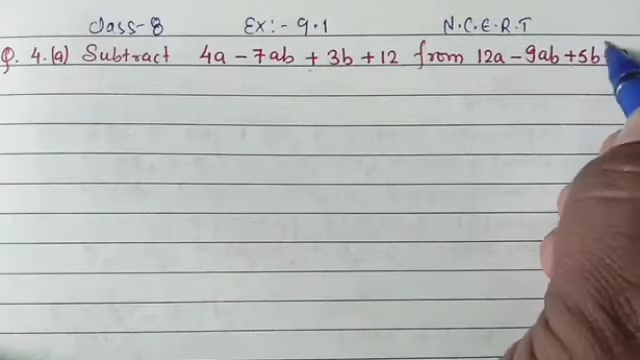 Class-8 Ex:- 9.1 N.C.E.R.T
Q. 4.(a) Subtract 4a - 7ab + 3b + 12 from 12a - 9ab + 5b